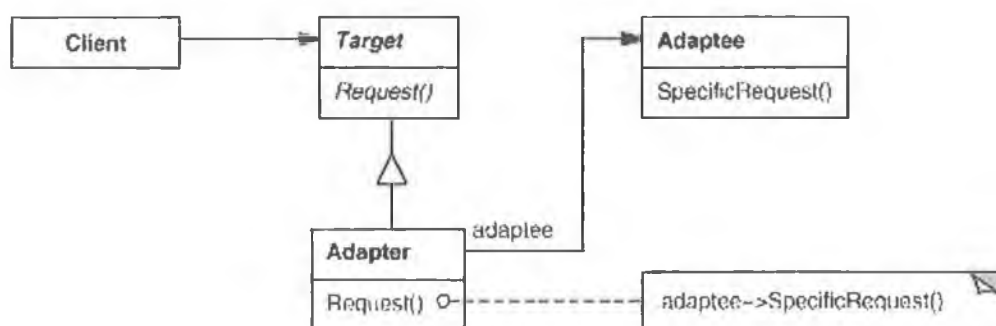 Client
Target
Request()
Adaptee
SpecificRequest()
adaptee
Adapter
Request()
adaptee->SpecificRequest()